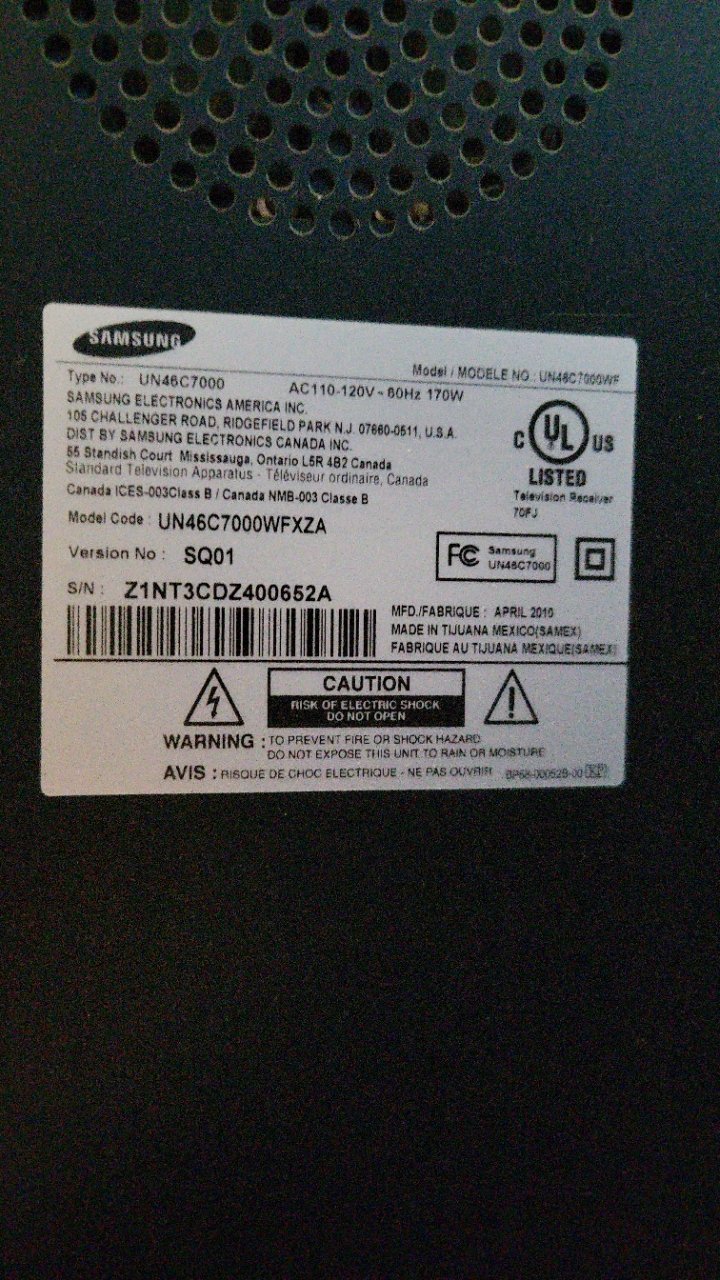 SAMSUNG
Model / MODELE NO : UN46C7000WF
Type No.: UN46C7000 AC110-120V~60Hz 170W
SAMSUNG ELECTRONICS AMERICA INC.
105 CHALLENGER ROAD, RIDGEFIELD PARK N.J. 07660-0511, U.S.A.
DIST BY SAMSUNG ELECTRONICS CANADA INC.
55 Standish Court Mississauga, Ontario L5R 4B2 Canada
Standard Television Apparatus - Téléviseur ordinaire, Canada
Canada ICES-003Class B / Canada NMB-003 Classe B
C UL US
LISTED
Television Receiver
70FJ
Model Code : UN46C7000WFXZA
Version No : SQ01
FC Samsung
UN46C7000
S/N : Z1NT3CDZ400652A
MFD./FABRIQUE : APRIL 2010
MADE IN TIJUANA MEXICO(SAMEX)
FABRIQUE AU TIJUANA MEXIQUE(SAMEX)
CAUTION
RISK OF ELECTRIC SHOCK
DO NOT OPEN
WARNING : TO PREVENT FIRE OR SHOCK HAZARD
DO NOT EXPOSE THIS UNIT TO RAIN OR MOISTURE
AVIS : RISQUE DE CHOC ELECTRIQUE - NE PAS OUVRIR